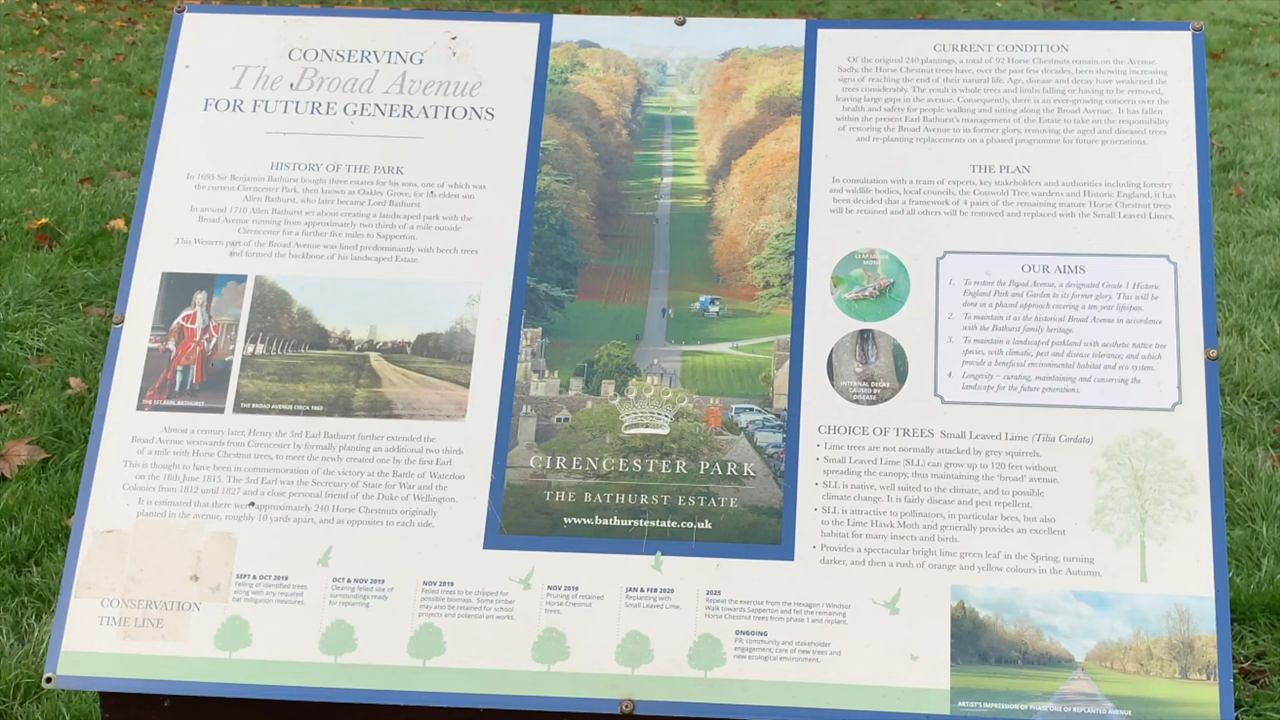 CONSERVING
The Broad Avenue
FOR FUTURE GENERATIONS
HISTORY OF THE PARK
In 1695 Sir Benjamin Bathurst bought three estates for his sons, one of which was
the current Cirencester Park, then known as Oakley Grove, for his eldest son
Allen Bathurst, who later became Lord Bathurst.
In around 1710 Allen Bathurst set about creating a landscaped park with the
Broad Avenue running from approximately two thirds of a mile outside
Cirencester for a further five miles to Sapperton.
This Western part of the Broad Avenue was lined predominantly with beech trees
and formed the backbone of his landscaped Estate.
THE 1ST EARL BATHURST
THE BROAD AVENUE CIRCA 1860
Almost a century later, Henry the 3rd Earl Bathurst further extended the
Broad Avenue westwards from Cirencester by formally planting an additional two thirds
of a mile with Horse Chestnut trees, to meet the newly created one by the first Earl.
This is thought to have been in commemoration of the victory at the Battle of Waterloo
on the 18th June 1815. The 3rd Earl was the Secretary of State for War and the
Colonies from 1812 until 1827 and a close personal friend of the Duke of Wellington.
It is estimated that there were approximately 240 Horse Chestnuts originally
planted in the avenue, roughly 10 yards apart, and as opposites to each side.
CIRENCESTER PARK
THE BATHURST ESTATE
www.bathurstestate.co.uk
CURRENT CONDITION
Of the original 240 plantings, a total of 92 Horse Chestnuts remain on the Avenue.
Sadly, the Horse Chestnut trees have, over the past few decades, been showing increasing
signs of reaching the end of their natural life. Age, disease and decay have weakened the
trees considerably. The result is whole trees and limbs falling or having to be removed,
leaving large gaps in the avenue. Consequently, there is an ever-growing concern over the
health and safety for people walking and sitting along the Broad Avenue. It has fallen
within the present Earl Bathurst's management of the Estate to take on the responsibility
of restoring the Broad Avenue to its former glory, removing the aged and diseased trees
and re-planting replacements on a phased programme for future generations.
THE PLAN
In consultation with a team of experts, key stakeholders and authorities including forestry
and wildlife bodies, local councils, the Cotswold Tree wardens and Historic England, it has
been decided that a framework of 4 pairs of the remaining mature Horse Chestnut trees
will be retained and all others will be removed and replaced with the Small Leaved Limes.
LEAF MINER
MOTH
INTERNAL DECAY
CAUSED BY
DISEASE
OUR AIMS
1. To restore the Broad Avenue, a designated Grade 1 Historic
England Park and Garden to its former glory. This will be
done in a phased approach covering a ten year lifespan.
2. To maintain it as the historical Broad Avenue in accordance
with the Bathurst family heritage.
3. To maintain a landscaped parkland with aesthetic native tree
species, with climatic, pest and disease tolerance; and which
provide a beneficial environmental habitat and eco system.
4. Longevity – curating, maintaining and conserving the
landscape for the future generations.
CHOICE OF TREES Small Leaved Lime (Tilia Cordata)
• Lime trees are not normally attacked by grey squirrels.
• Small Leaved Lime (SLL) can grow up to 120 feet without
spreading the canopy, thus maintaining the 'broad' avenue.
• SLL is native, well suited to the climate, and to possible
climate change. It is fairly disease and pest repellent.
• SLL is attractive to pollinators, in particular bees, but also
to the Lime Hawk Moth and generally provides an excellent
habitat for many insects and birds.
• Provides a spectacular bright lime green leaf in the Spring, turning
darker, and then a rush of orange and yellow colours in the Autumn.
CONSERVATION
TIME LINE
SEPT & OCT 2019
Felling of identified trees,
along with any required
bat mitigation measures.
OCT & NOV 2019
Clearing felled site of
surroundings ready
for replanting.
NOV 2019
Felled trees to be chipped for
possible biomass. Some timber
may also be retained for school
projects and potential art works.
NOV 2019
Pruning of retained
Horse Chestnut
trees.
JAN & FEB 2020
Replanting with
Small Leaved Lime.
2025
Repeat the exercise from the Hexagon / Windsor
Walk towards Sapperton and fell the remaining
Horse Chestnut trees from phase 1 and replant.
ONGOING
PR; community and stakeholder
engagement; care of new trees and
new ecological environment.
ARTIST'S IMPRESSION OF PHASE ONE OF REPLANTED AVENUE